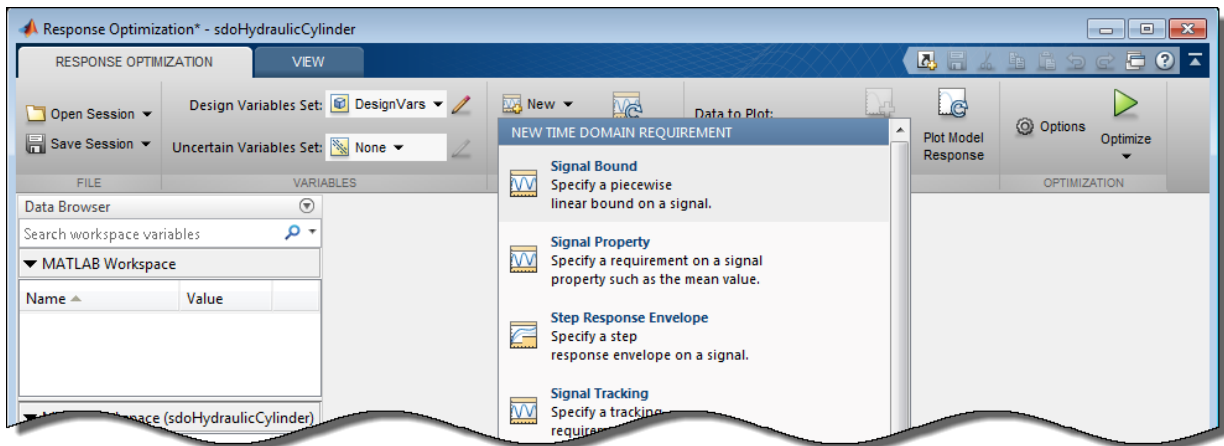 Response Optimization* - sdoHydraulicCylinder
RESPONSE OPTIMIZATION VIEW
Open Session
Save Session
FILE
Design Variables Set: DesignVars
Uncertain Variables Set: None
VARIABLES
New
Data to Plot:
Plot Model
Response
Options
Optimize
OPTIMIZATION
NEW TIME DOMAIN REQUIREMENT
Signal Bound
Specify a piecewise
linear bound on a signal.
Signal Property
Specify a requirement on a signal
property such as the mean value.
Step Response Envelope
Specify a step
response envelope on a signal.
Signal Tracking
Specify a tracking
Data Browser
Search workspace variables
MATLAB Workspace
Name Value
(sdoHydraulicCylinder)